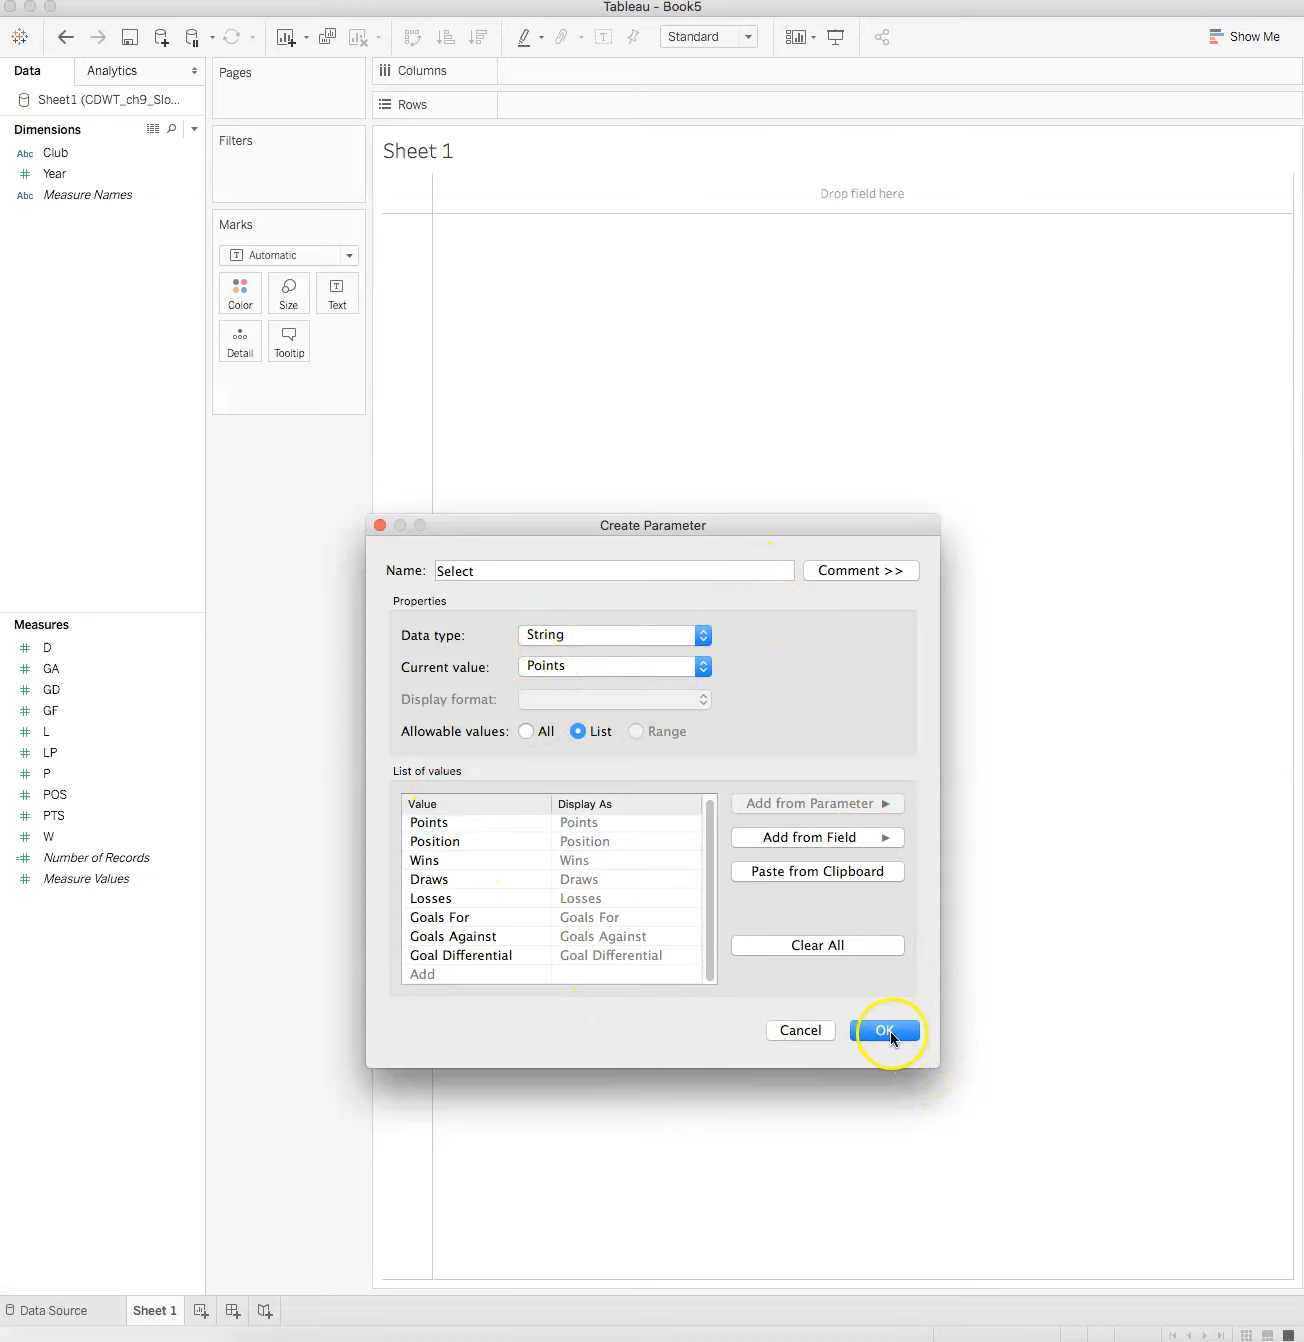 Tableau - Book5
Standard
Show Me
Data
Analytics
Pages
Columns
Sheet1 (CDWT_ch9_Slo...
Rows
Dimensions
Filters
Sheet 1
Abc Club
# Year
Abc Measure Names
Drop field here
Marks
T Automatic
Color
Size
T Text
Detail
Tooltip
Create Parameter
Name: Select
Comment >>
Properties
Data type: String
Current value: Points
Display format:
Allowable values: All List Range
List of values
Value Display As
Points Points
Position Position
Wins Wins
Draws Draws
Losses Losses
Goals For Goals For
Goals Against Goals Against
Goal Differential Goal Differential
Add
Add from Parameter
Add from Field
Paste from Clipboard
Clear All
Cancel
OK
Measures
# D
# GA
# GD
# GF
# L
# LP
# P
# POS
# PTS
# W
=# Number of Records
# Measure Values
Data Source
Sheet 1